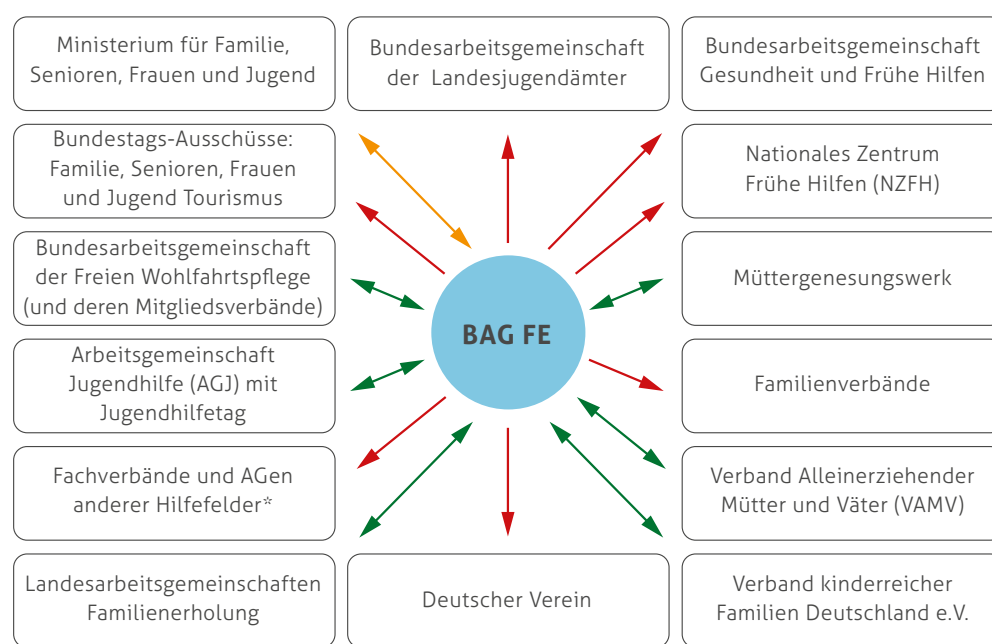 Ministerium für Familie,
Senioren, Frauen und Jugend
Bundesarbeitsgemeinschaft
der Landesjugendämter
Bundesarbeitsgemeinschaft
Gesundheit und Frühe Hilfen
Bundestags-Ausschüsse:
Familie, Senioren, Frauen
und Jugend Tourismus
Nationales Zentrum
Frühe Hilfen (NZFH)
Bundesarbeitsgemeinschaft
der Freien Wohlfahrtspflege
(und deren Mitgliedsverbände)
Müttergenesungswerk
BAG FE
Arbeitsgemeinschaft
Jugendhilfe (AGJ) mit
Jugendhilfetag
Familienverbände
Fachverbände und AGen
anderer Hilfefelder*
Verband Alleinerziehender
Mütter und Väter (VAMV)
Landesarbeitsgemeinschaften
Familienerholung
Deutscher Verein
Verband kinderreicher
Familien Deutschland e.V.